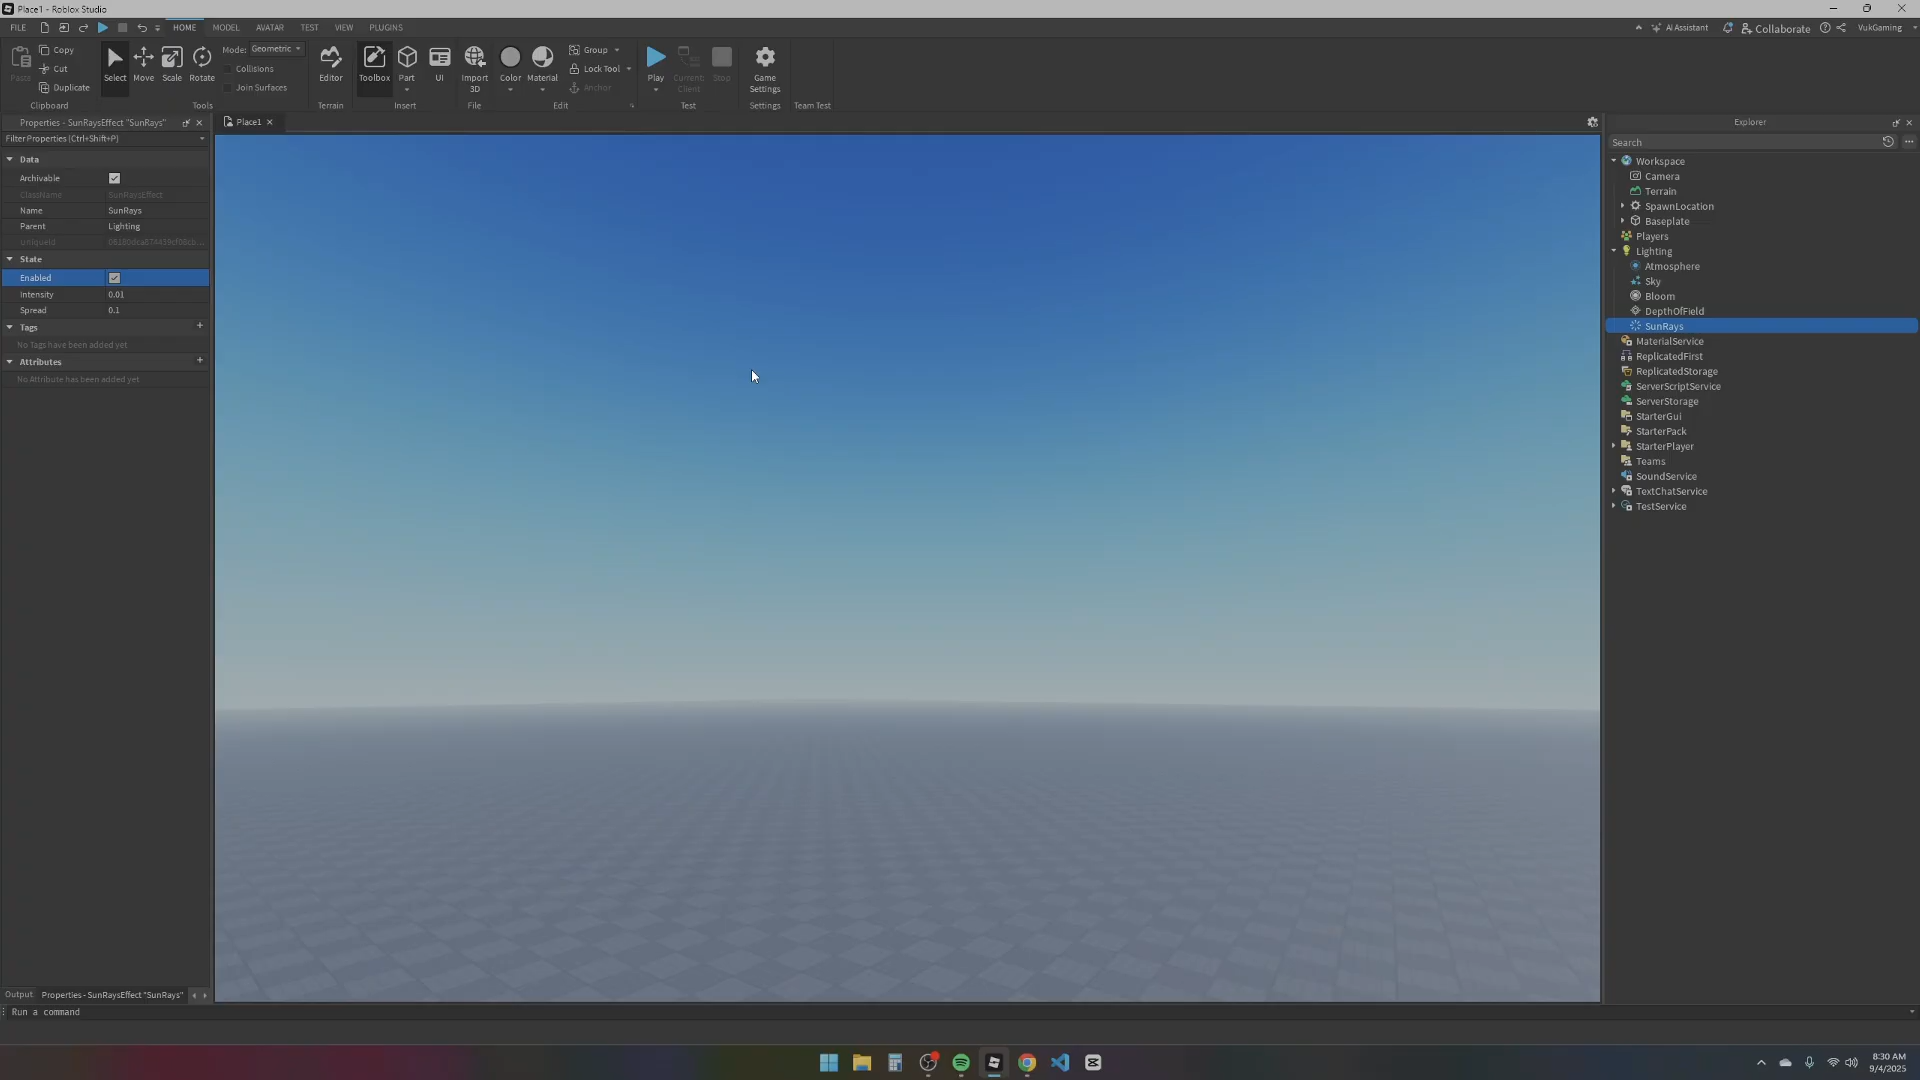 Place1 - Roblox Studio
FILE
HOME
MODEL
AVATAR
TEST
VIEW
PLUGINS
AI Assistant
Collaborate
VukGaming
Paste
Copy
Cut
Duplicate
Clipboard
Select
Move
Scale
Rotate
Mode: Geometric
Collisions
Join Surfaces
Tools
Editor
Terrain
Toolbox
Part
UI
Insert
Import
3D
File
Color
Material
Group
Lock Tool
Anchor
Edit
Play
Current:
Client
Stop
Test
Game
Settings
Settings
Team Test
Properties - SunRaysEffect "SunRays"
Filter Properties (Ctrl+Shift+P)
Data
Archivable
ClassName SunRaysEffect
Name SunRays
Parent Lighting
UniqueId
State
Enabled
Intensity 0.01
Spread 0.1
Tags
No Tags have been added yet
Attributes
No Attribute has been added yet
Place1
Explorer
Search
Workspace
Camera
Terrain
SpawnLocation
Baseplate
Players
Lighting
Atmosphere
Sky
Bloom
DepthOfField
SunRays
MaterialService
ReplicatedFirst
ReplicatedStorage
ServerScriptService
ServerStorage
StarterGui
StarterPack
StarterPlayer
Teams
SoundService
TextChatService
TestService
Output
Properties - SunRaysEffect "SunRays"
Run a command
8:30 AM
9/4/2025